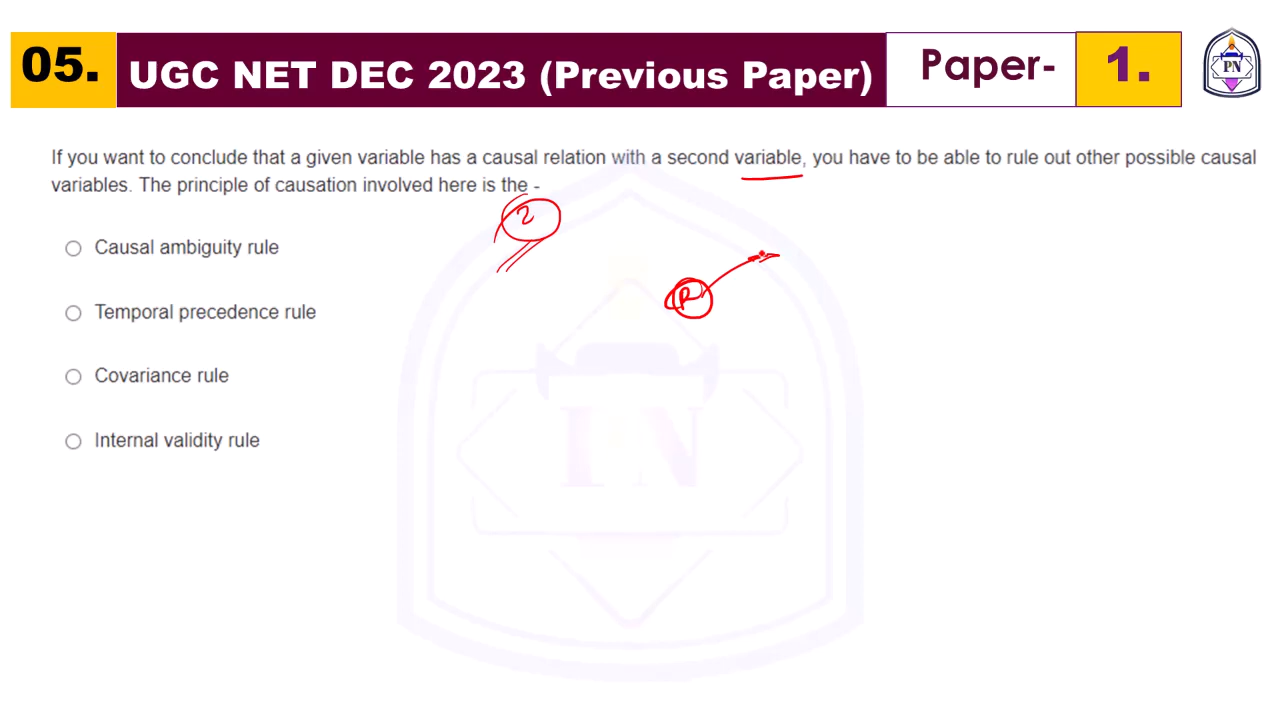 05. UGC NET DEC 2023 (Previous Paper) Paper- 1. PN
If you want to conclude that a given variable has a causal relation with a second variable, you have to be able to rule out other possible causal
variables. The principle of causation involved here is the -
2
Causal ambiguity rule
R
Temporal precedence rule
Covariance rule
Internal validity rule
PN